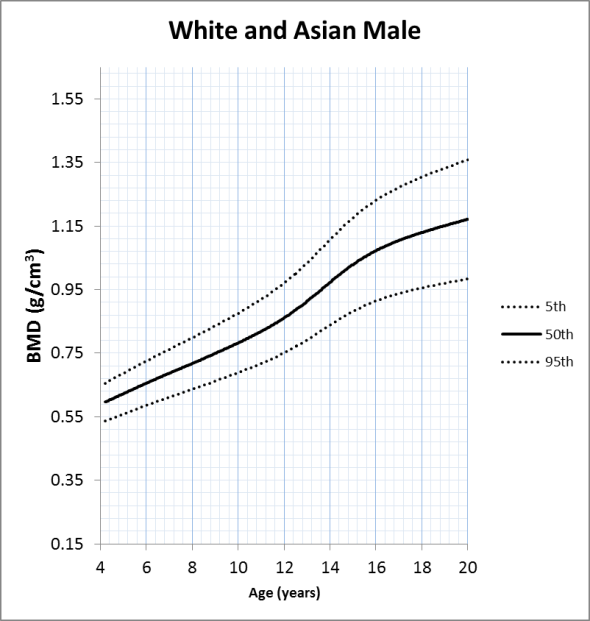 White and Asian Male
BMD (g/cm³)
1.55
1.35
1.15
0.95
0.75
0.55
0.35
0.15
4 6 8 10 12 14 16 18 20
Age (years)
5th
50th
95th